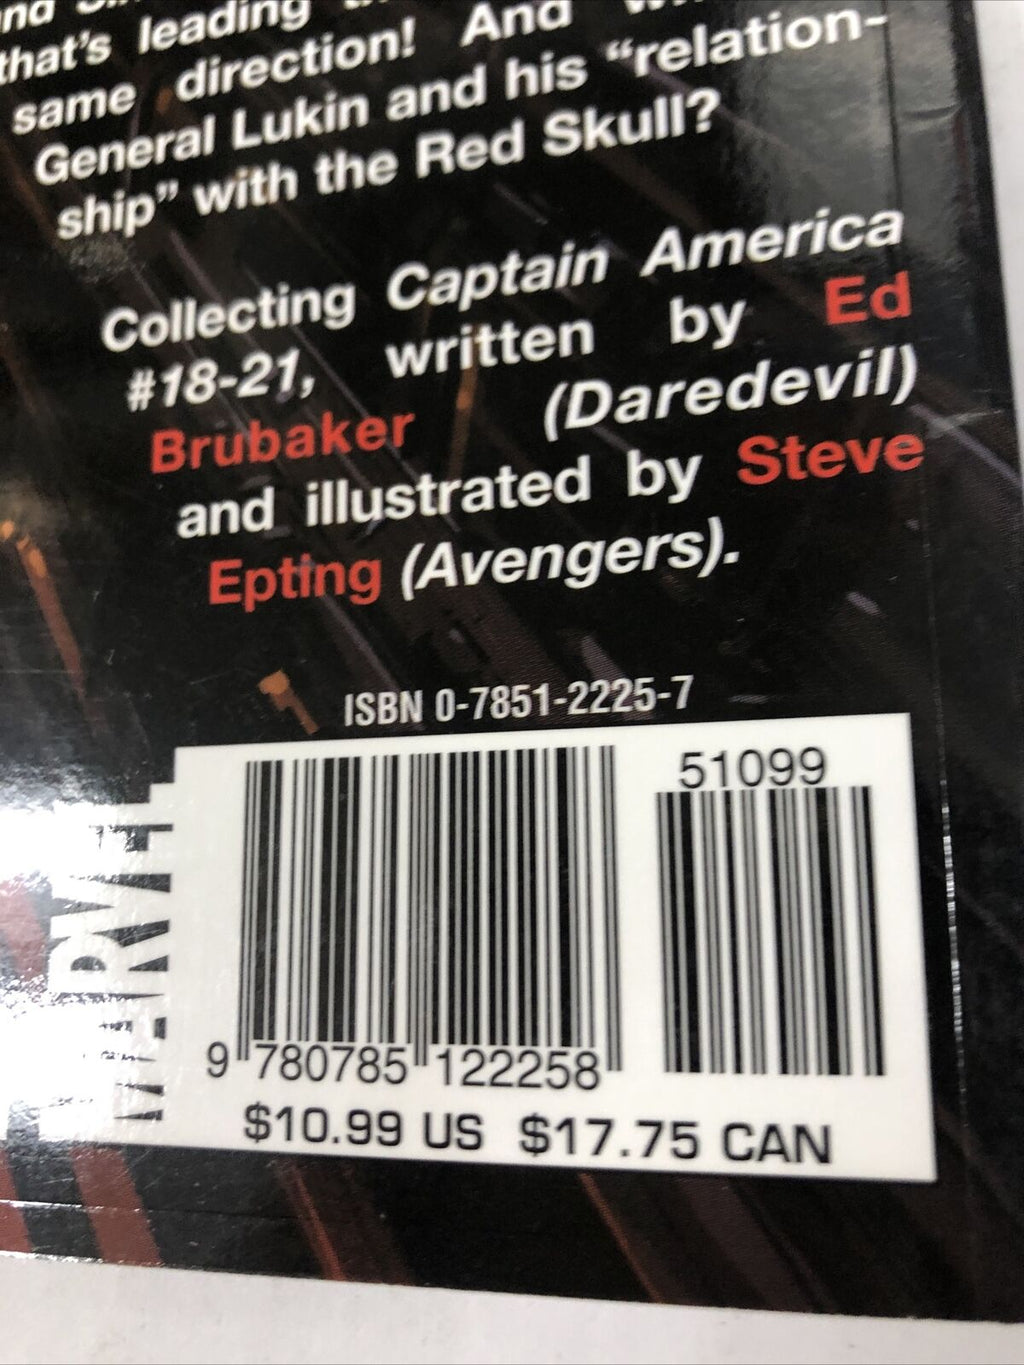 that's leading
same direction! And
General Lukin and his "relation-
ship" with the Red Skull?
Collecting Captain America
#18-21, written by Ed
Brubaker (Daredevil)
and illustrated by Steve
Epting (Avengers).
ISBN 0-7851-2225-7
51099
9 780785 122258
$10.99 US $17.75 CAN
MARVEL